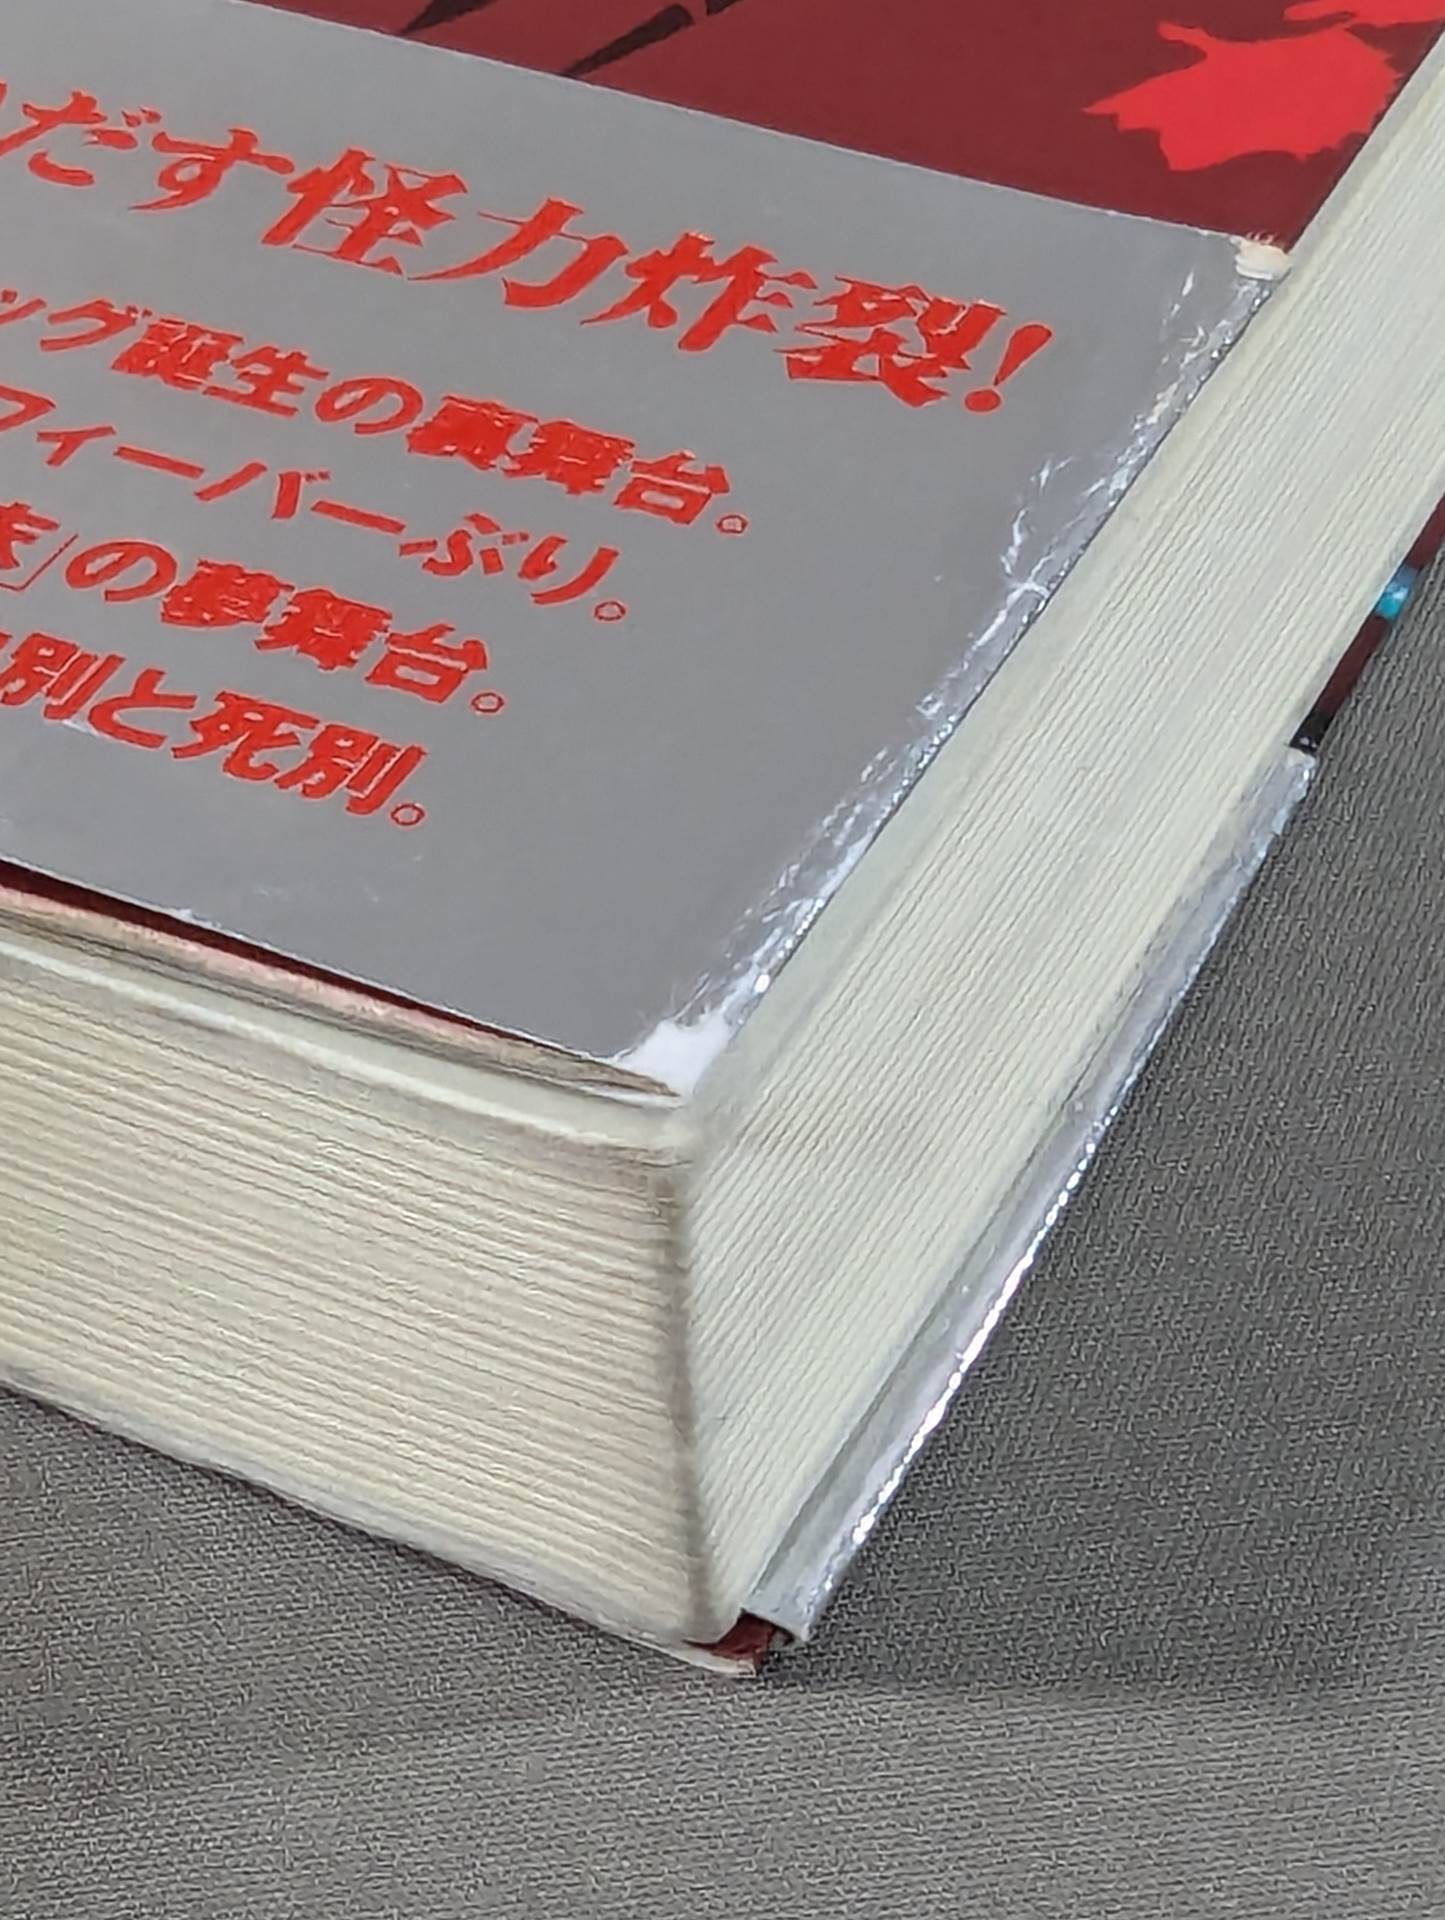 だす怪力炸裂!
ッグ誕生の裏舞台。
フィーバーぶり。
」の夢舞台。
別と死別。